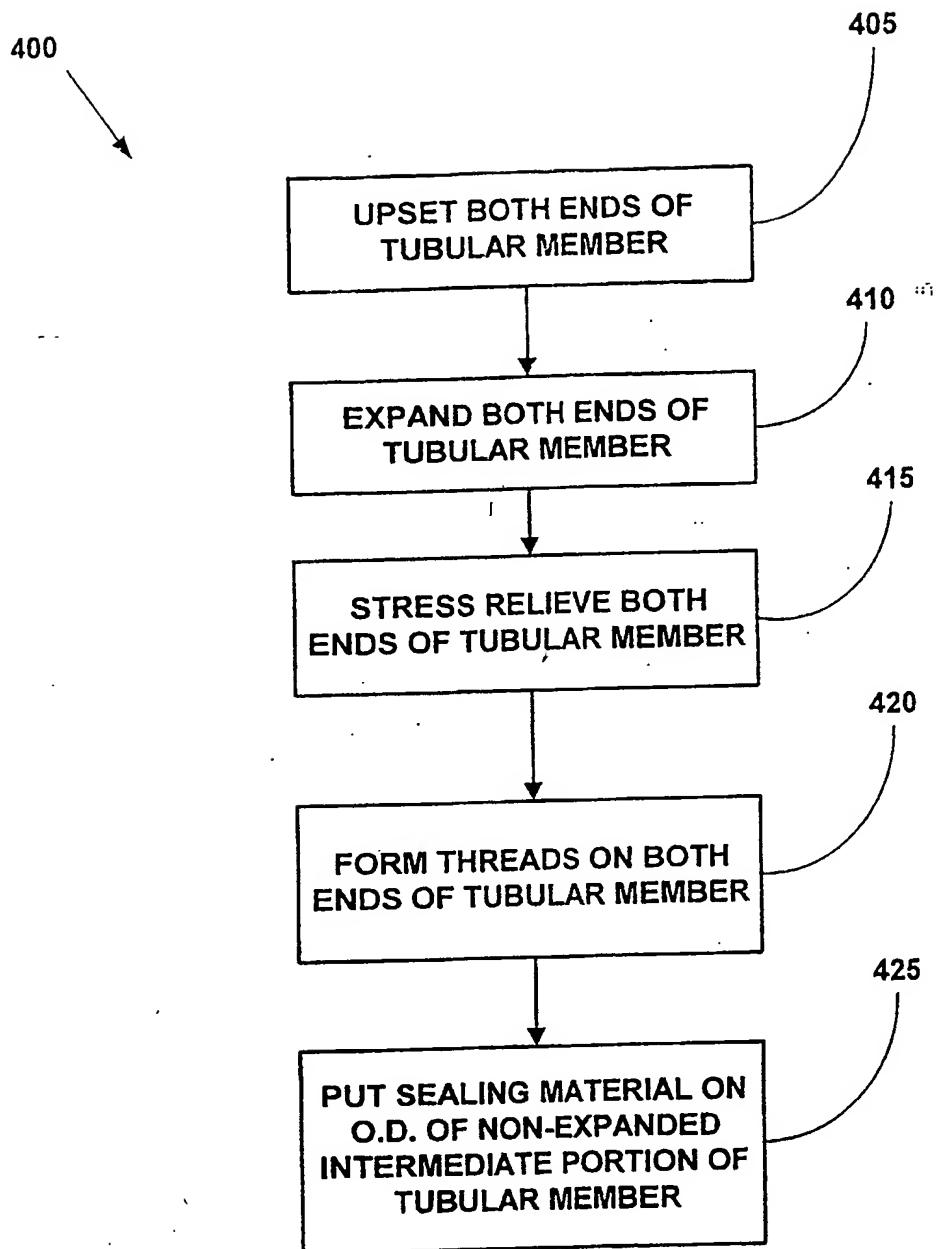 400
405
UPSET BOTH ENDS OF
TUBULAR MEMBER
410
EXPAND BOTH ENDS OF
TUBULAR MEMBER
415
STRESS RELIEVE BOTH
ENDS OF TUBULAR MEMBER
420
FORM THREADS ON BOTH
ENDS OF TUBULAR MEMBER
425
PUT SEALING MATERIAL ON
O.D. OF NON-EXPANDED
INTERMEDIATE PORTION OF
TUBULAR MEMBER